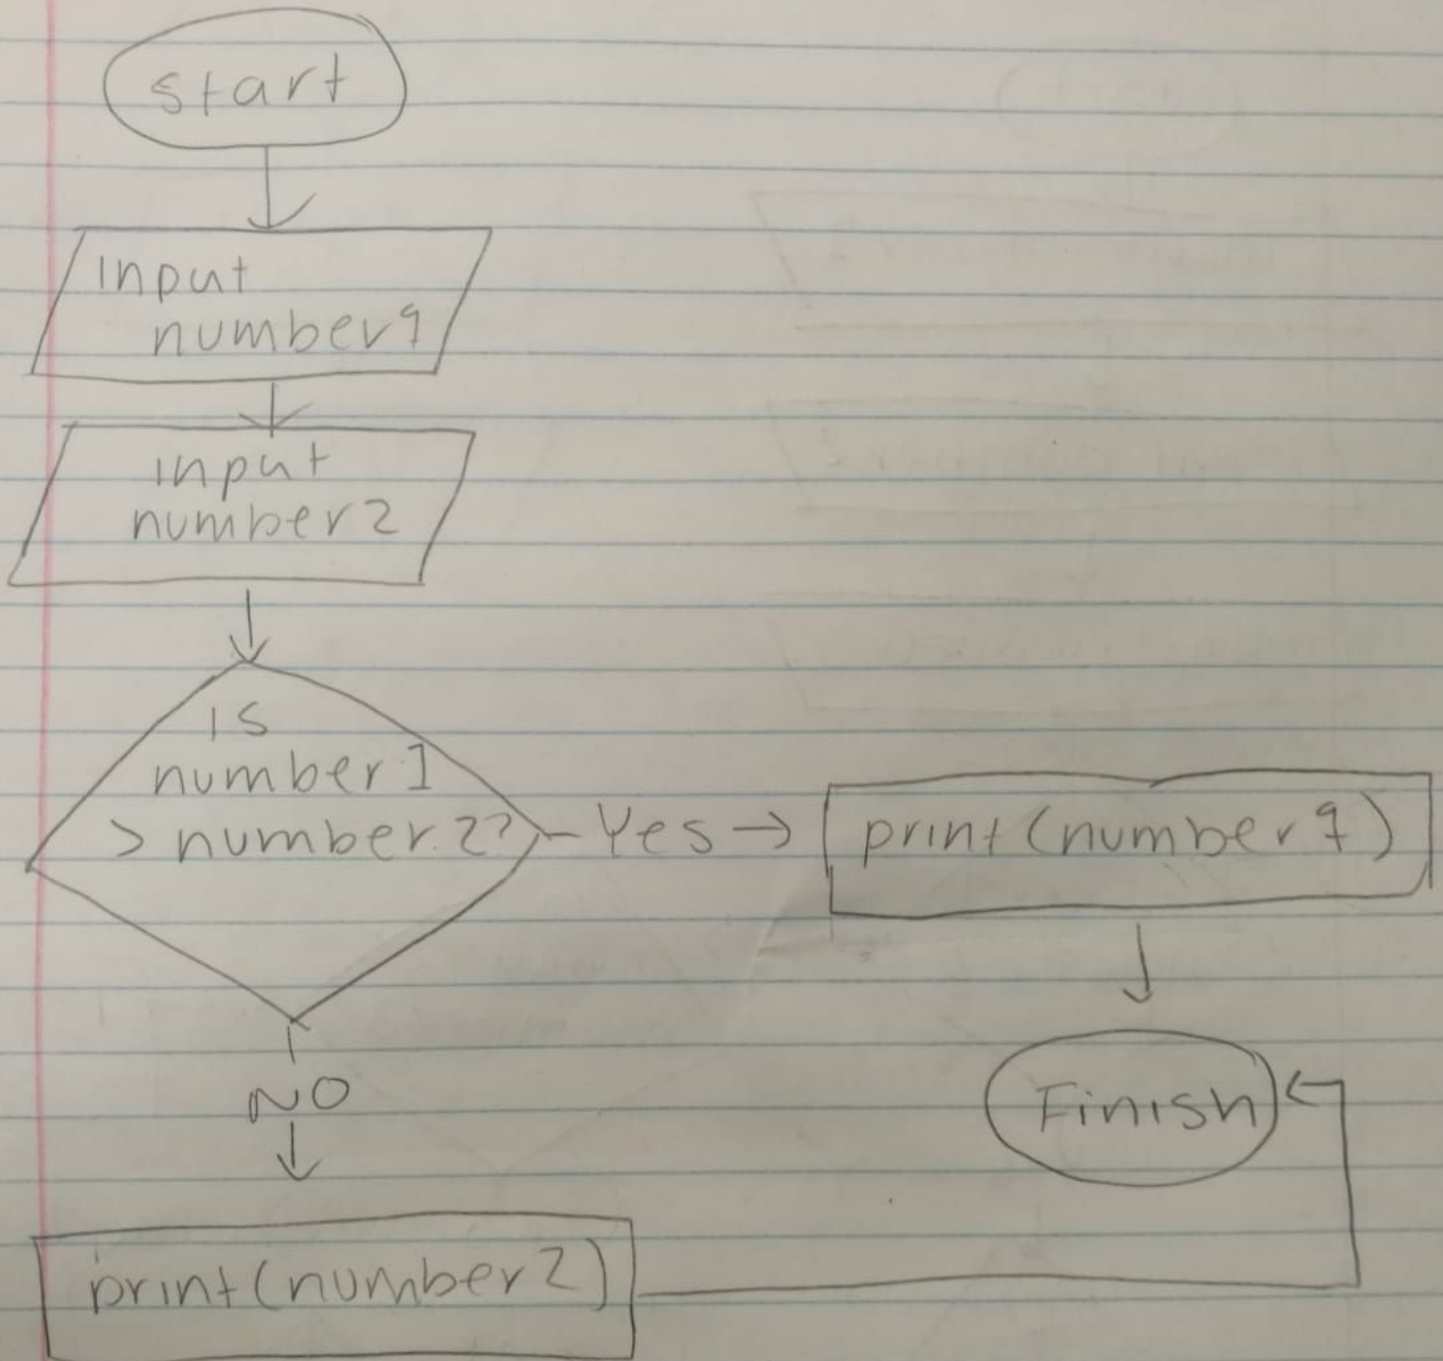 start
input
number1
input
number2
is
number1
> number2?
Yes
print(number1)
NO
Finish
print(number2)